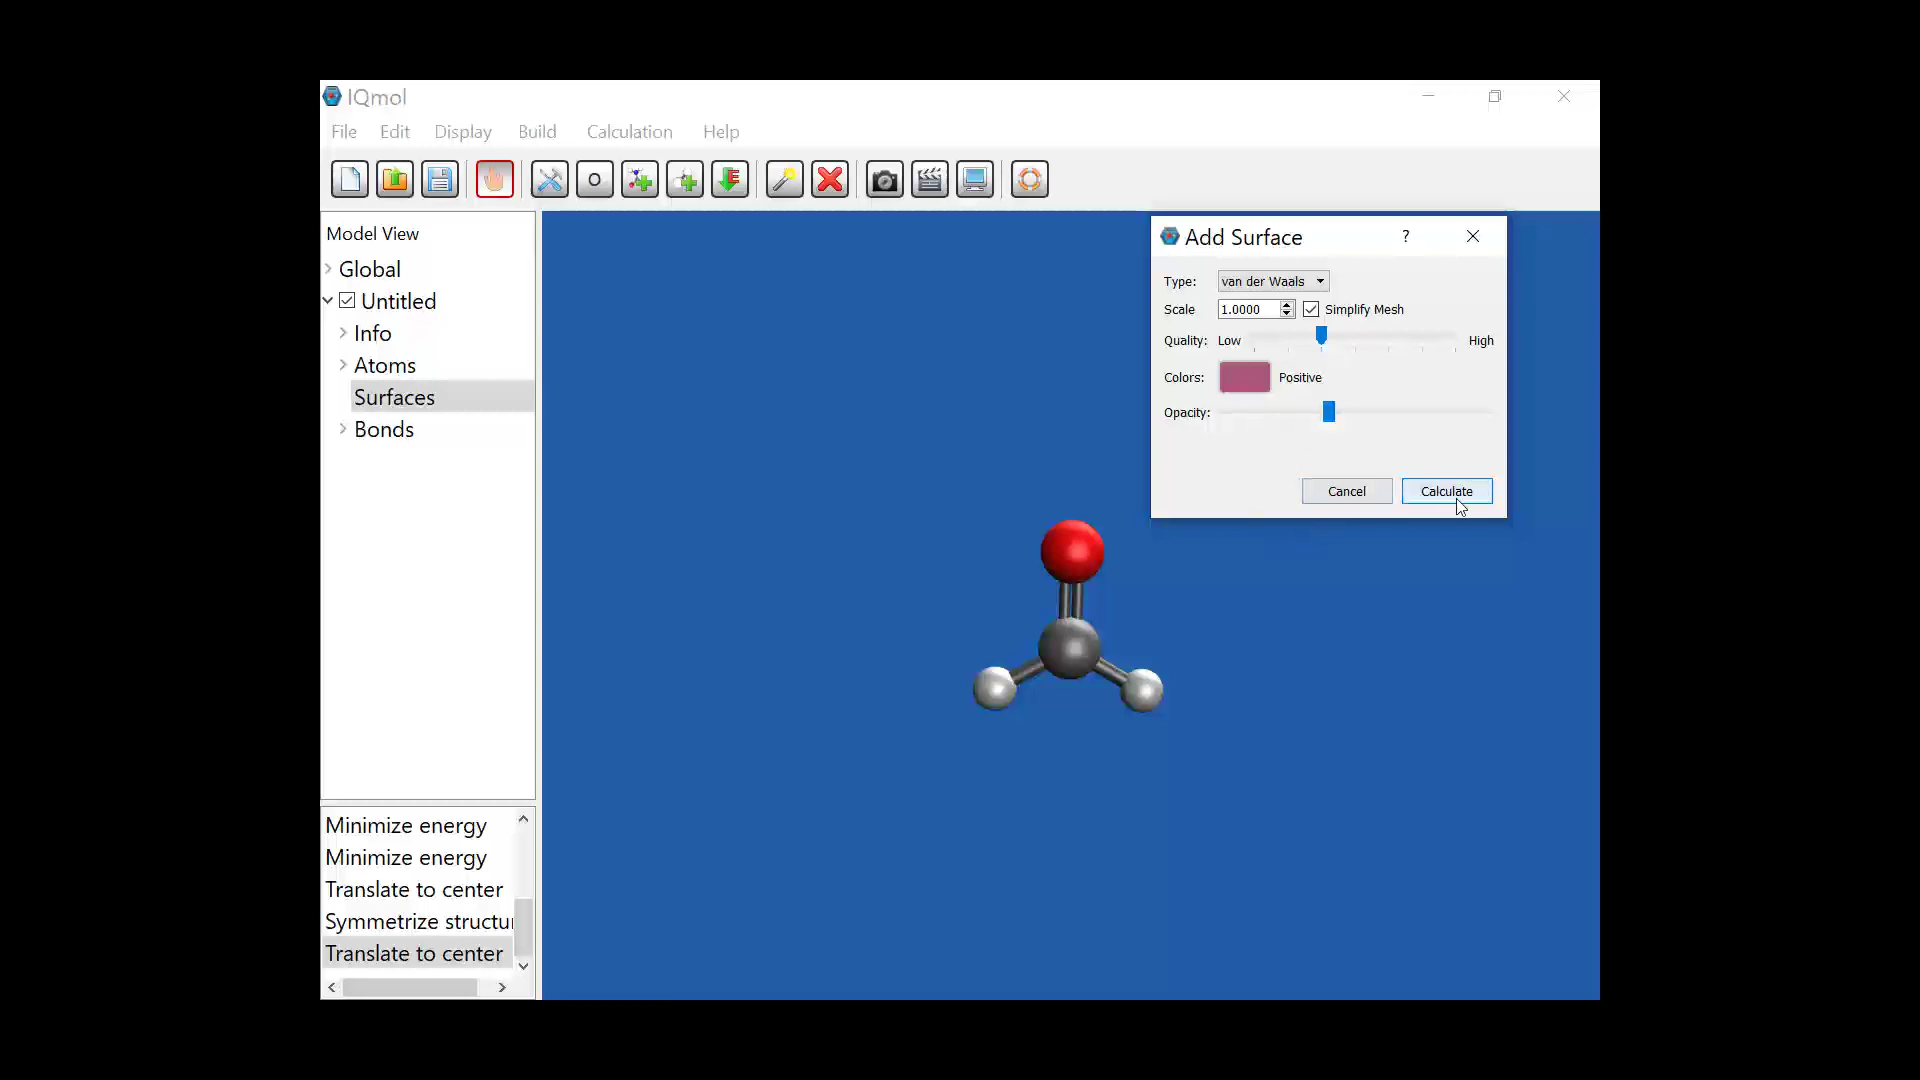 IQmol
File Edit Display Build Calculation Help
O
Model View
Global
Untitled
Info
Atoms
Surfaces
Bonds
Minimize energy
Minimize energy
Translate to center
Symmetrize structu
Translate to center
Add Surface ?
Type: van der Waals
Scale 1.0000 Simplify Mesh
Quality: Low High
Colors: Positive
Opacity:
Cancel Calculate